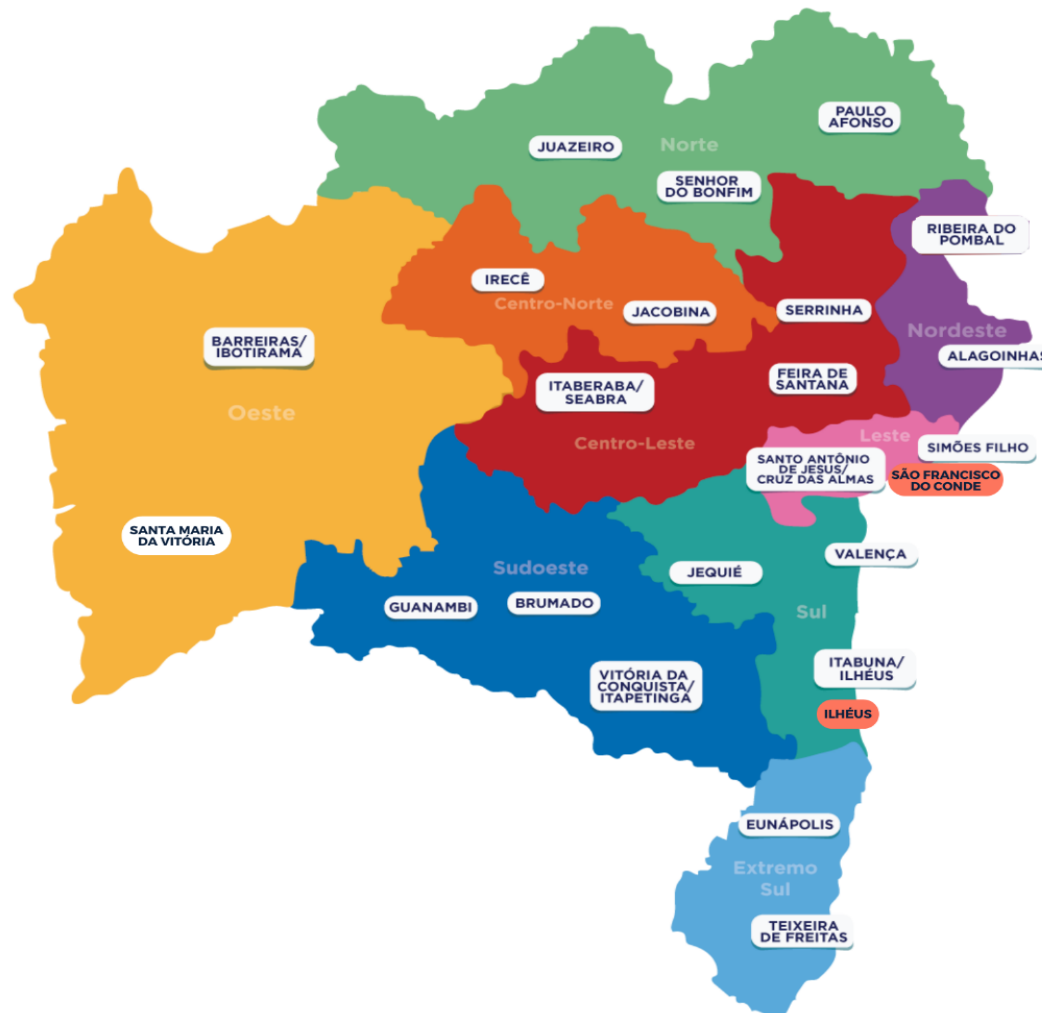 PAULO
AFONSO
JUAZEIRO
Norte
SENHOR
DO BONFIM
RIBEIRA DO
POMBAL
IRECÊ
Centro-Norte
JACOBINA
SERRINHA
Nordeste
BARREIRAS/
IBOTIRAMA
ALAGOINHAS
ITABERABA/
SEABRA
FEIRA DE
SANTANA
Oeste
Centro-Leste
Leste
SIMÕES FILHO
SANTO ANTÔNIO
DE JESUS/
CRUZ DAS ALMAS
SÃO FRANCISCO
DO CONDE
SANTA MARIA
DA VITÓRIA
VALENÇA
Sudoeste
JEQUIÉ
GUANAMBI
BRUMADO
Sul
VITÓRIA DA
CONQUISTA/
ITAPETINGA
ITABUNA/
ILHÉUS
ILHÉUS
EUNÁPOLIS
Extremo
Sul
TEIXEIRA
DE FREITAS